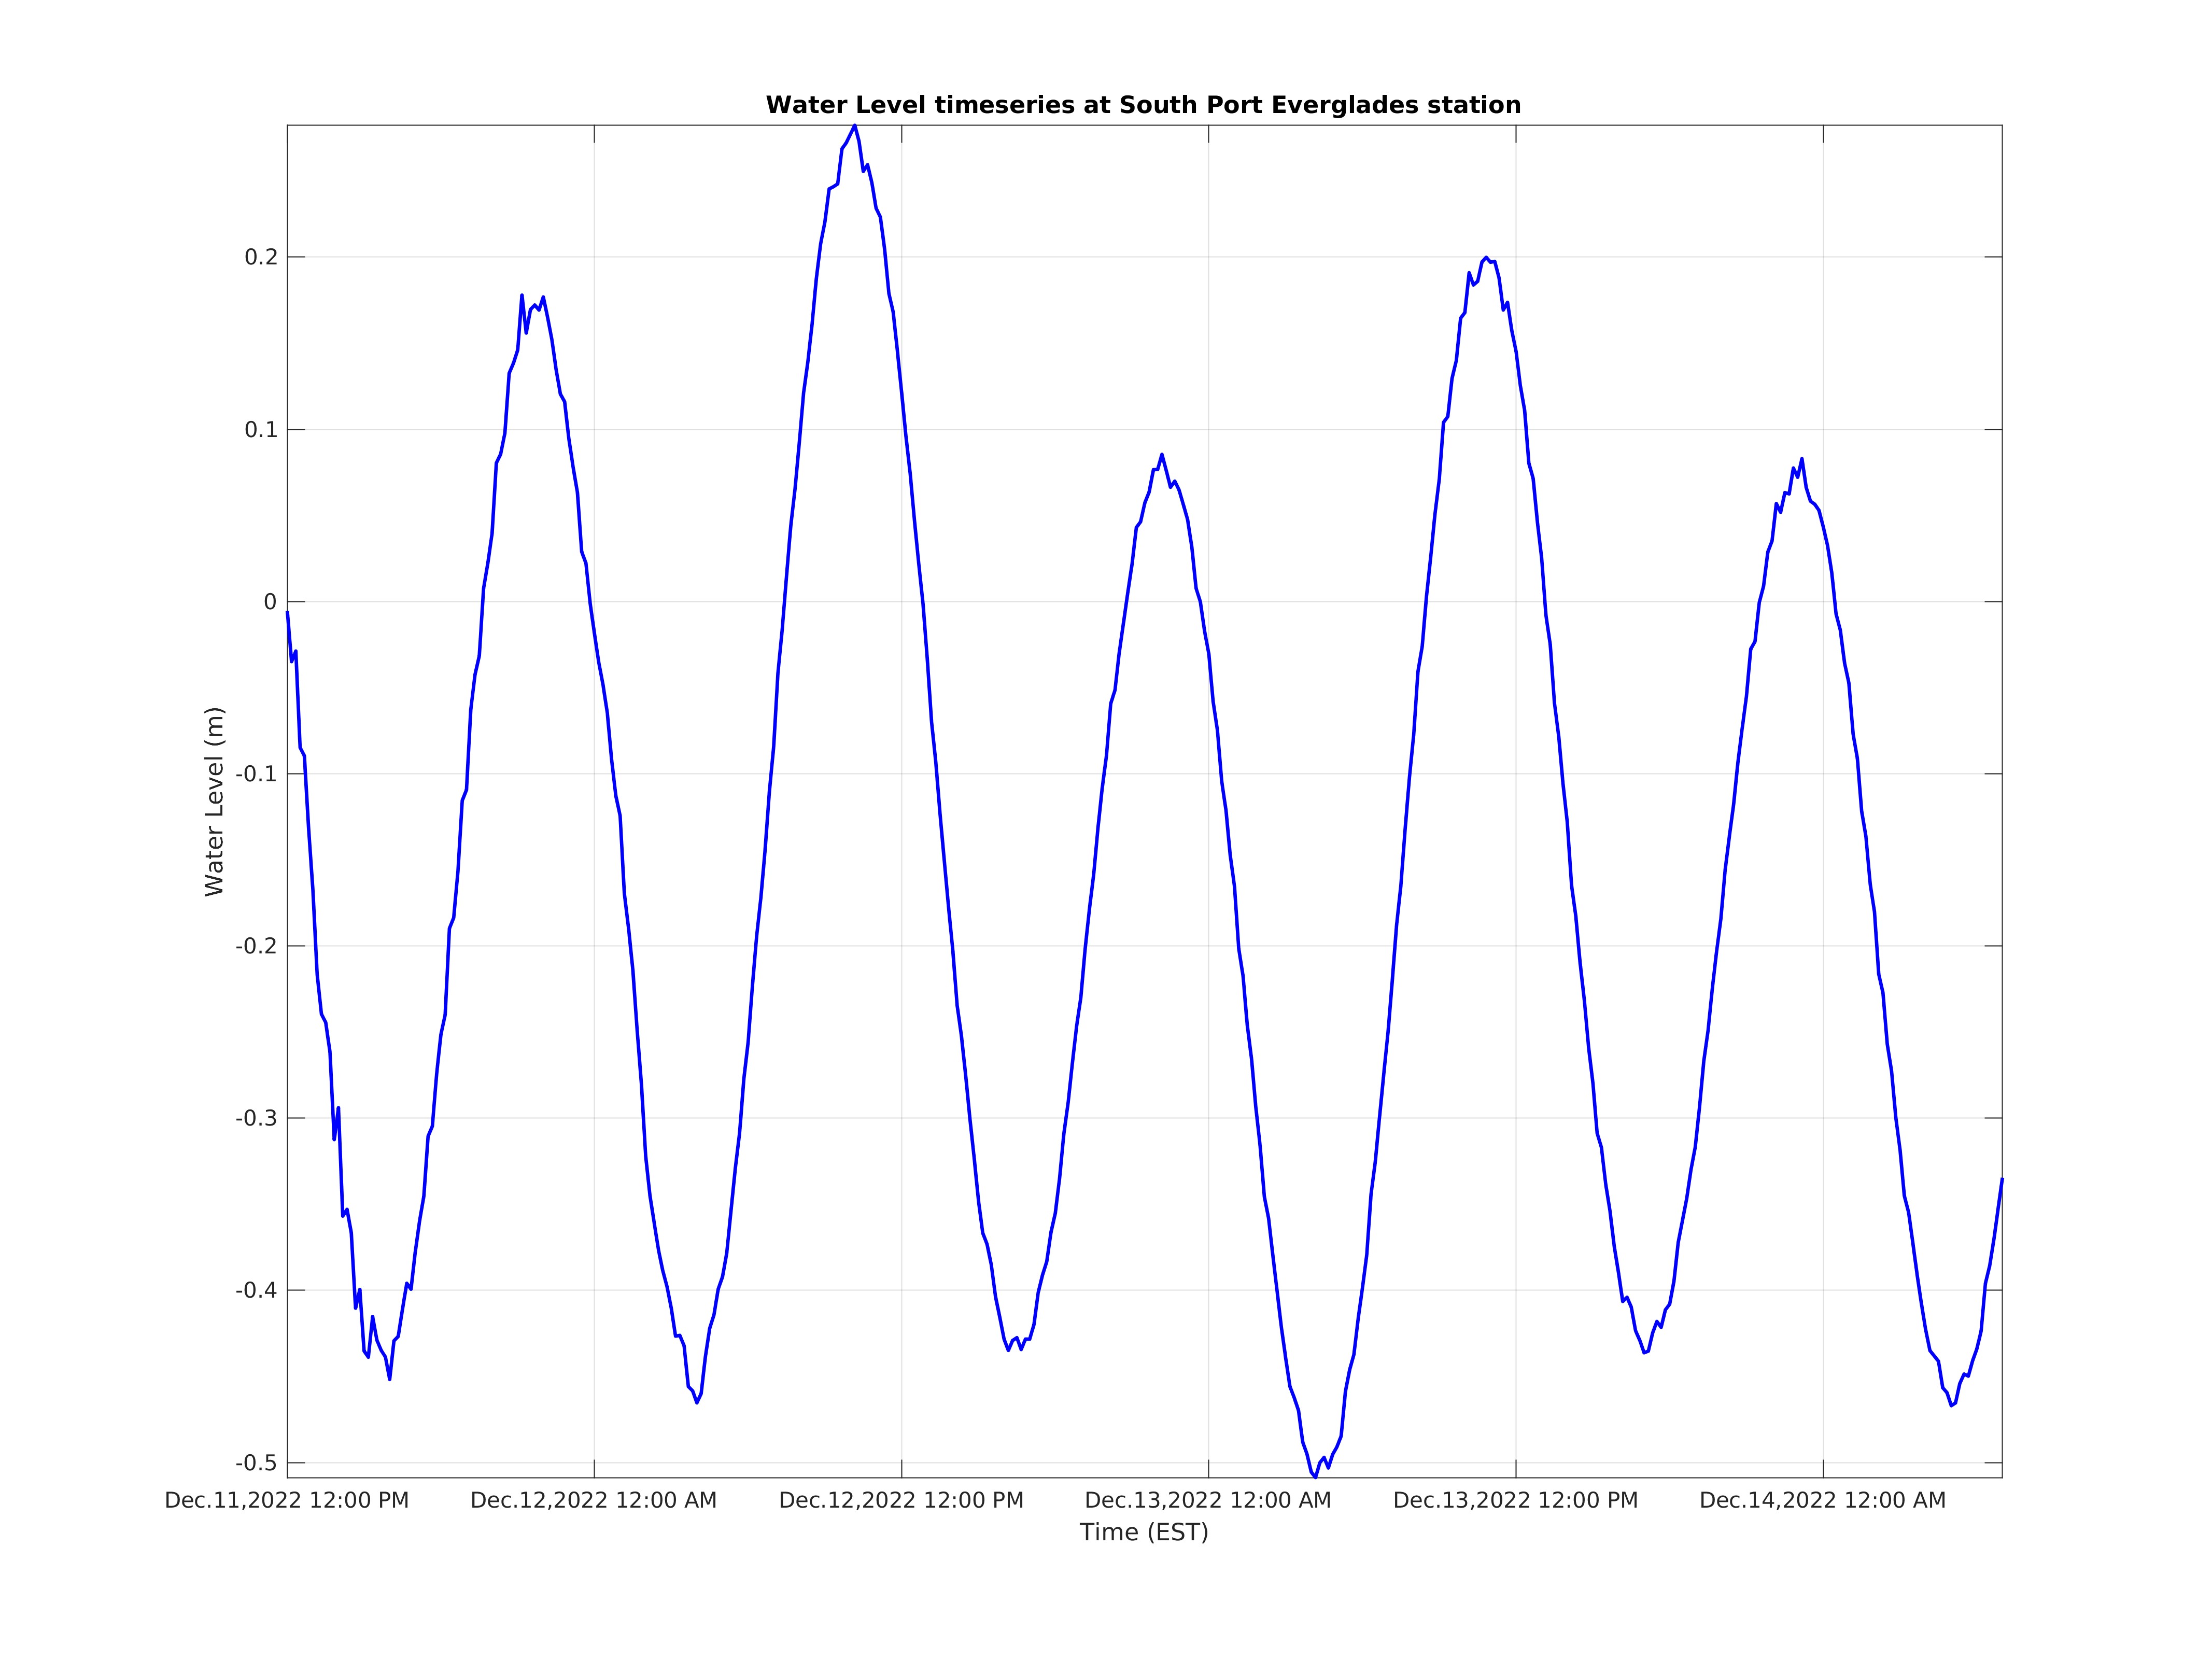 Water Level timeseries at South Port Everglades station
0.2
0.1
0
-0.1
-0.2
-0.3
-0.4
-0.5
Water Level (m)
Dec.11,2022 12:00 PM
Dec.12,2022 12:00 AM
Dec.12,2022 12:00 PM
Dec.13,2022 12:00 AM
Dec.13,2022 12:00 PM
Dec.14,2022 12:00 AM
Time (EST)